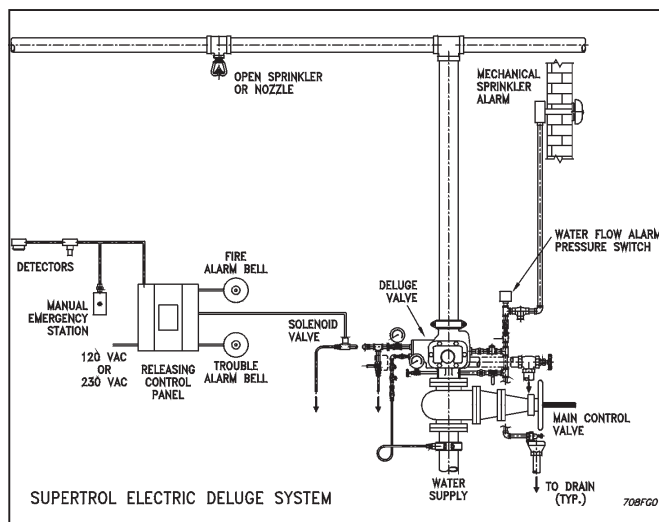 OPEN SPRINKLER
OR NOZZLE
MECHANICAL
SPRINKLER
ALARM
WATER FLOW ALARM
PRESSURE SWITCH
DETECTORS
FIRE
ALARM BELL
MANUAL
EMERGENCY
STATION
DELUGE
VALVE
SOLENOID
VALVE
120 VAC
OR
230 VAC
RELEASING
CONTROL
PANEL
TROUBLE
ALARM BELL
MAIN CONTROL
VALVE
WATER
SUPPLY
TO DRAIN
(TYP.)
SUPERTROL ELECTRIC DELUGE SYSTEM
708FG0